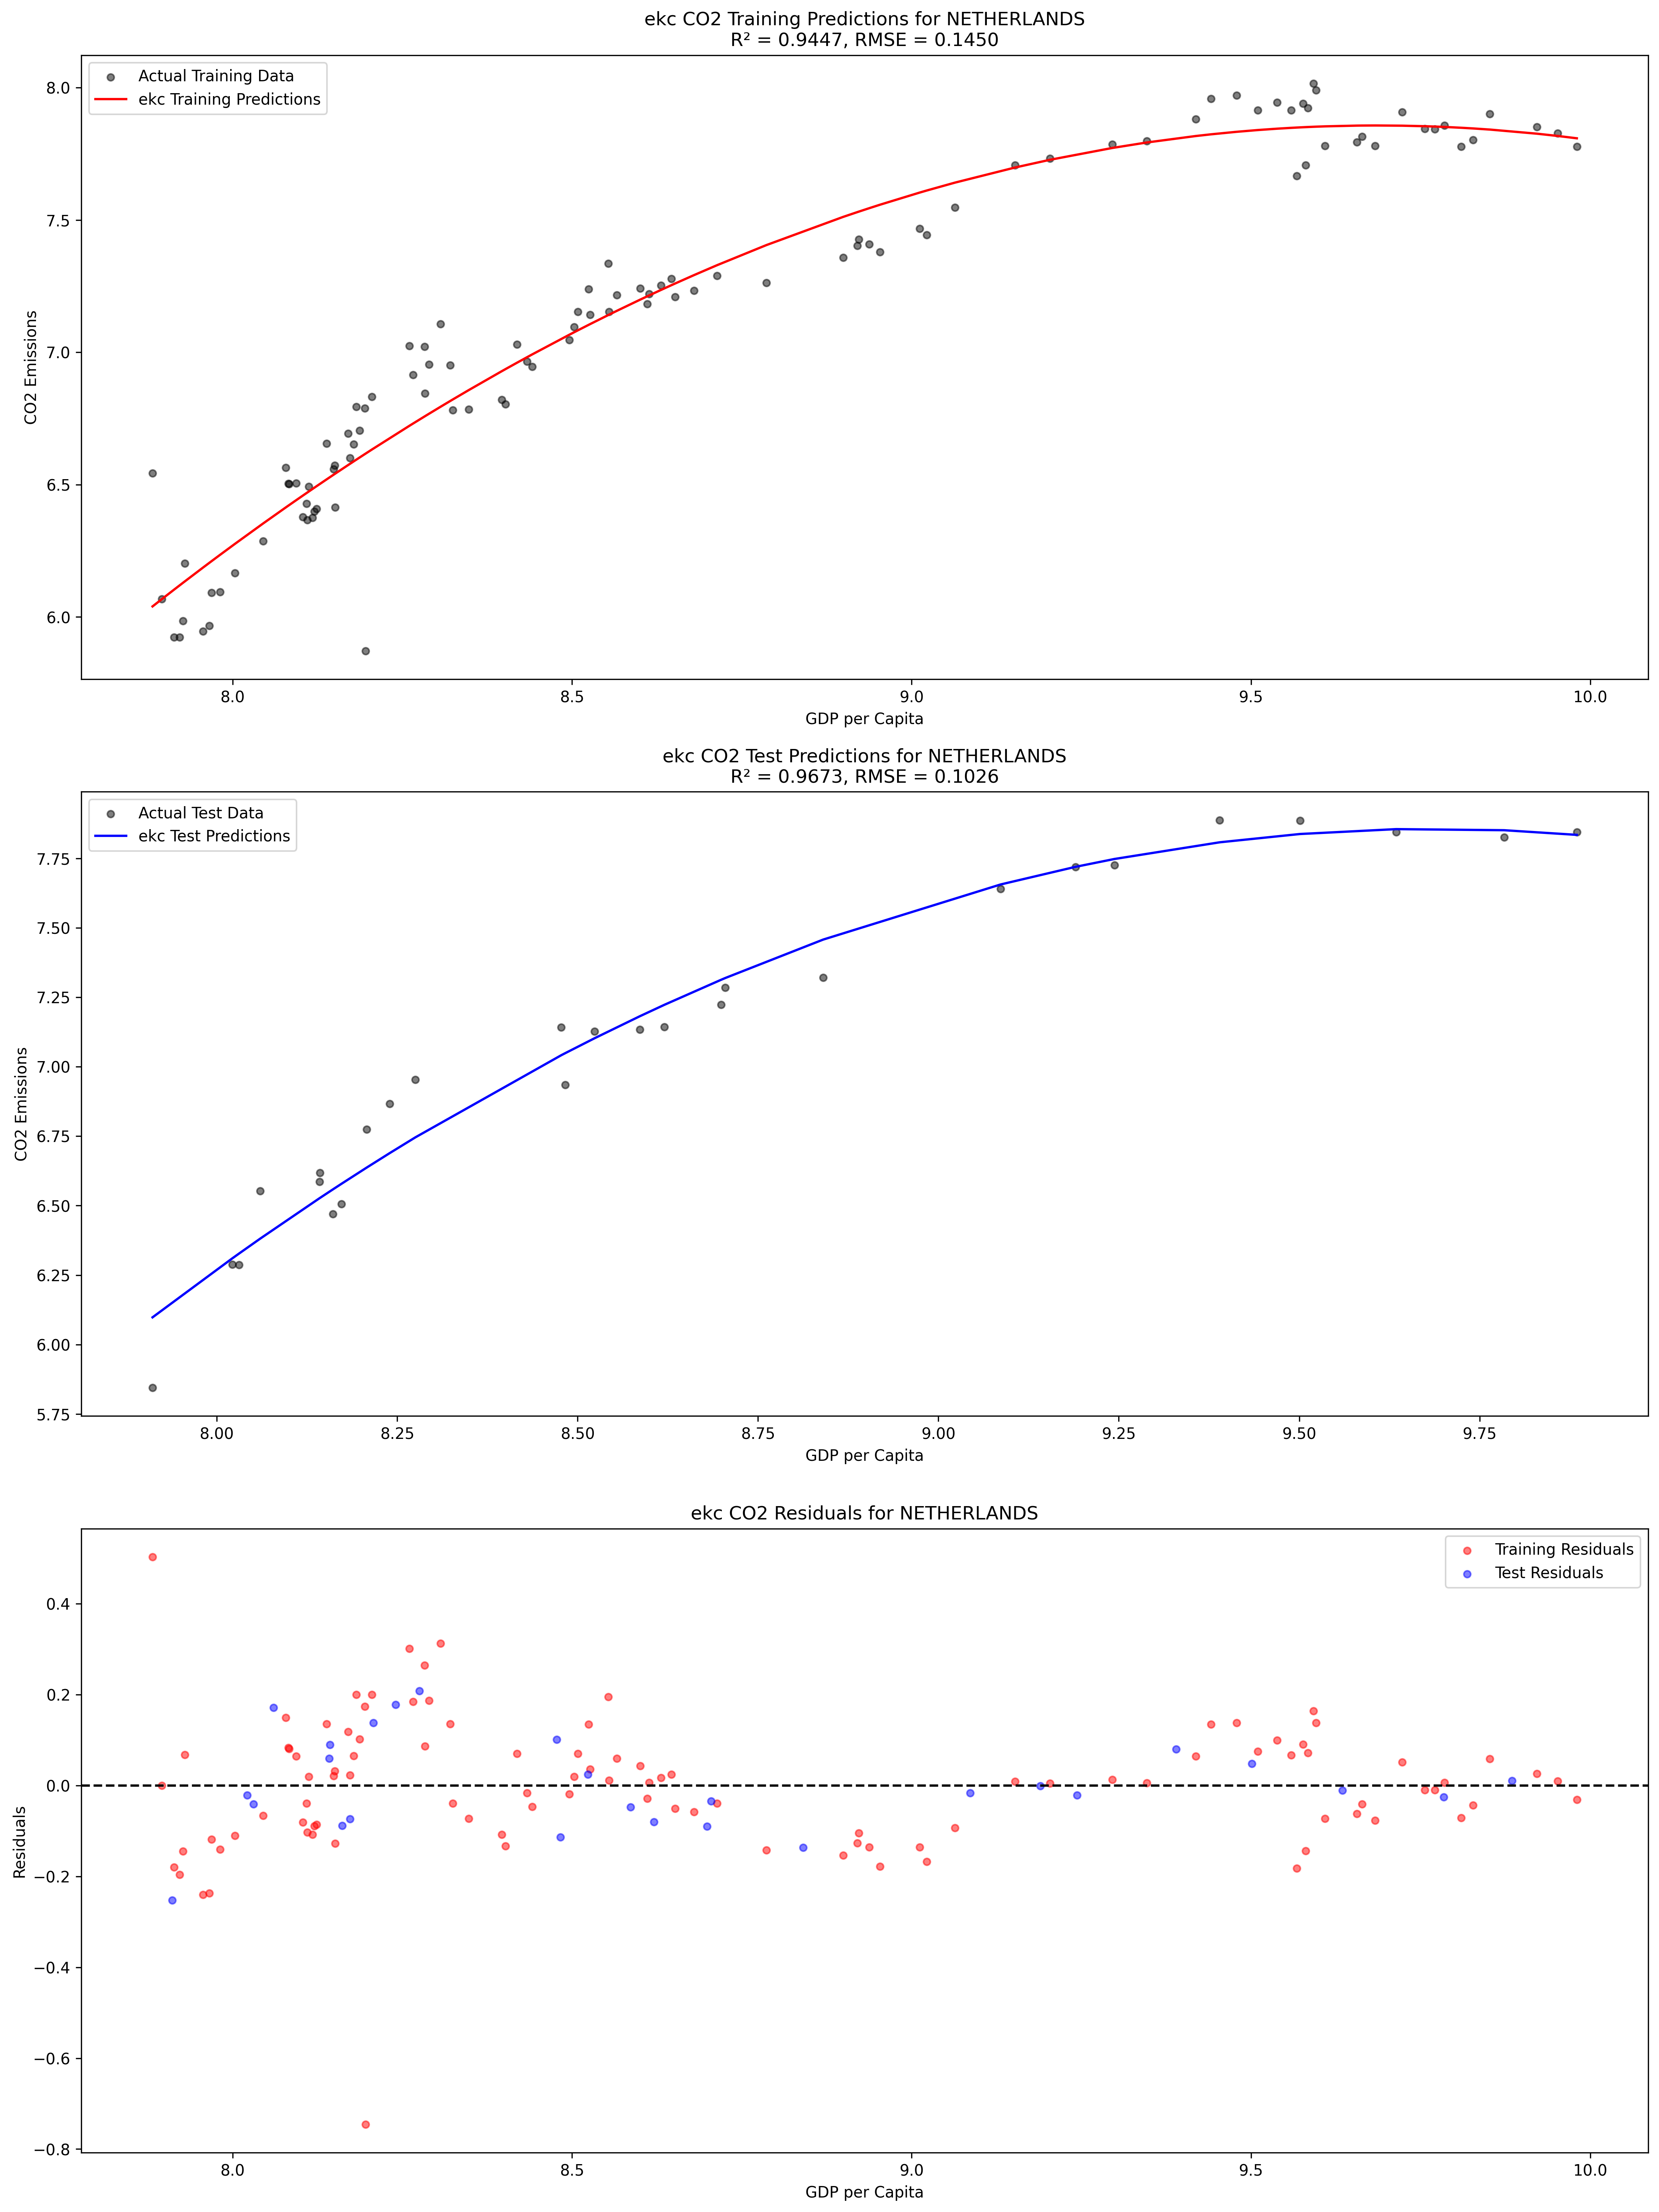 ekc CO2 Training Predictions for NETHERLANDS
R² = 0.9447, RMSE = 0.1450
Actual Training Data
ekc Training Predictions
8.0
7.5
7.0
6.5
6.0
CO2 Emissions
8.0 8.5 9.0 9.5 10.0
GDP per Capita
ekc CO2 Test Predictions for NETHERLANDS
R² = 0.9673, RMSE = 0.1026
Actual Test Data
ekc Test Predictions
7.75
7.50
7.25
7.00
6.75
6.50
6.25
6.00
5.75
CO2 Emissions
8.00 8.25 8.50 8.75 9.00 9.25 9.50 9.75
GDP per Capita
ekc CO2 Residuals for NETHERLANDS
Training Residuals
Test Residuals
0.4
0.2
0.0
−0.2
−0.4
−0.6
−0.8
Residuals
8.0 8.5 9.0 9.5 10.0
GDP per Capita